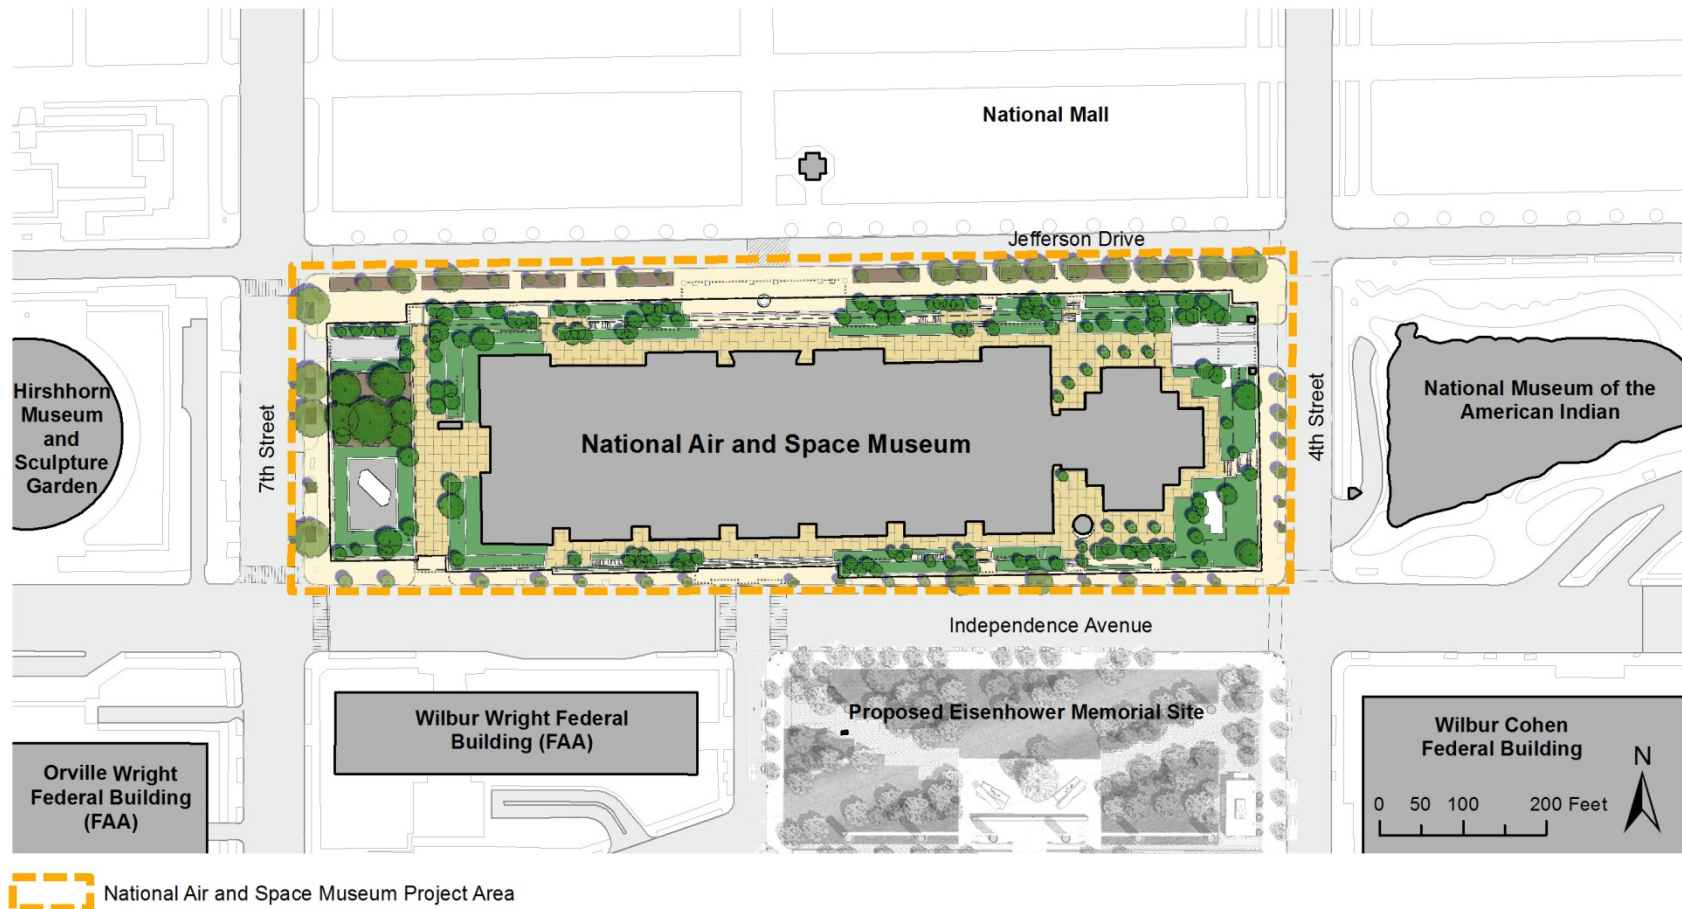 National Mall
Jefferson Drive
Hirshhorn
Museum
and
Sculpture
Garden
7th Street
National Air and Space Museum
4th Street
National Museum of the
American Indian
Independence Avenue
Wilbur Wright Federal
Building (FAA)
Proposed Eisenhower Memorial Site
Wilbur Cohen
Federal Building
Orville Wright
Federal Building
(FAA)
N
0 50 100 200 Feet
National Air and Space Museum Project Area